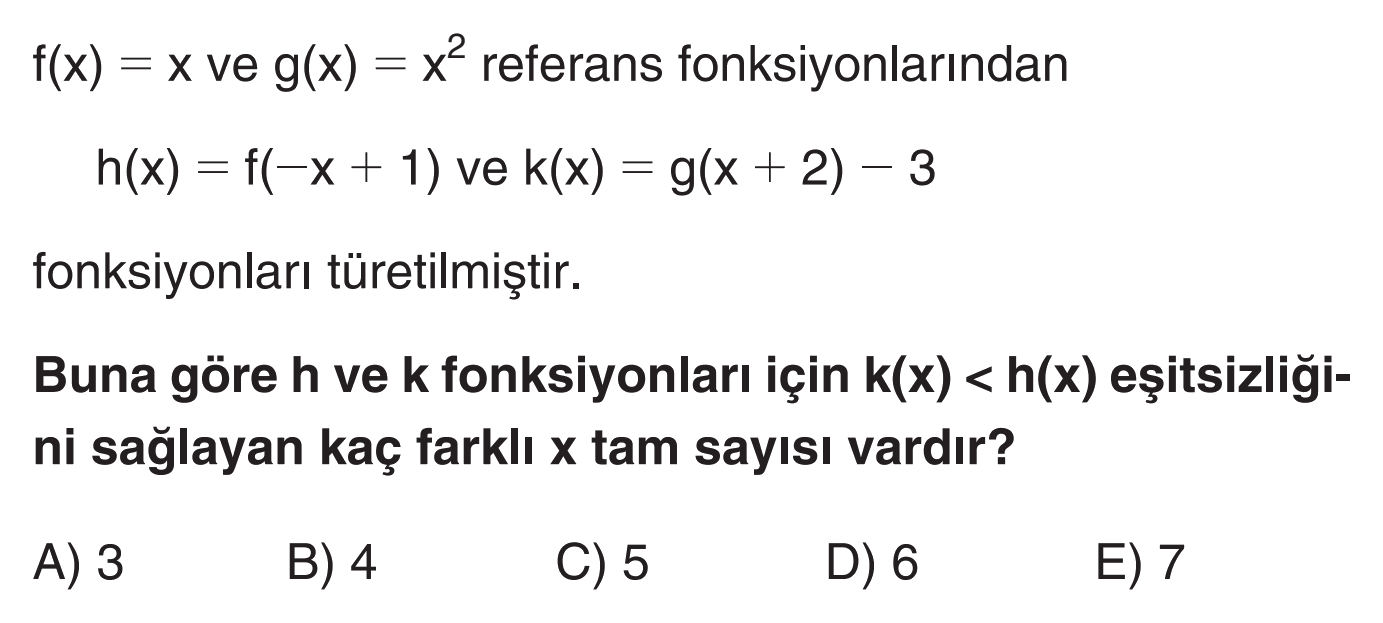 f(x) = x ve g(x) = x² referans fonksiyonlarından
h(x) = f(−x + 1) ve k(x) = g(x + 2) − 3
fonksiyonları türetilmiştir.
Buna göre h ve k fonksiyonları için k(x) < h(x) eşitsizliği-
ni sağlayan kaç farklı x tam sayısı vardır?
A) 3 B) 4 C) 5 D) 6 E) 7